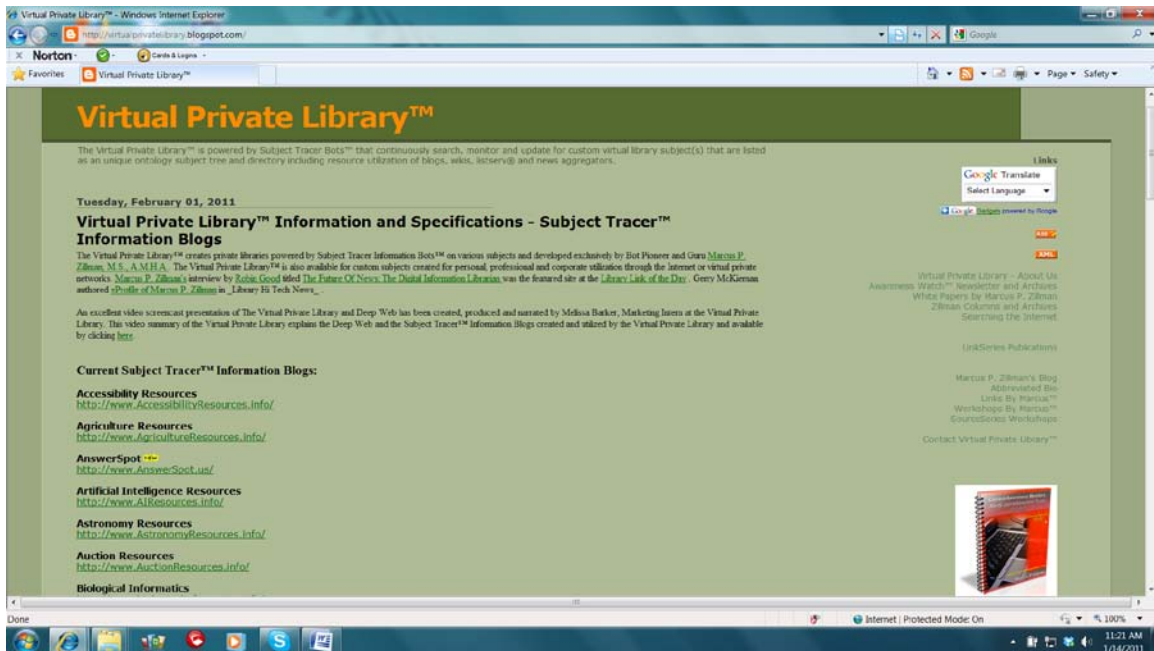 Virtual Private Library™ - Windows Internet Explorer
http://virtualprivatelibrary.blogspot.com/
Google
x Norton
Cards & Logins
Favorites
Virtual Private Library™
Page Safety
Virtual Private Library™
The Virtual Private Library™ is powered by Subject Tracer Bots™ that continuously search, monitor and update for custom virtual library subject(s) that are listed
as an unique ontology subject tree and directory including resource utilization of blogs, wikis, listserv® and news aggregators.
Tuesday, February 01, 2011
Virtual Private Library™ Information and Specifications - Subject Tracer™
Information Blogs
The Virtual Private Library™ creates private libraries powered by Subject Tracer Information Bots™ on various subjects and developed exclusively by Bot Pioneer and Guru Marcus P.
Zillman, M.S., A.M.H.A. The Virtual Private Library™ is also available for custom subjects created for personal, professional and corporate utilization through the Internet or virtual private
networks. Marcus P. Zillman's interview by Robin Good titled The Future Of News: The Digital Information Librarian was the featured site at the Library Link of the Day . Gerry McKiernan
authored eProfile of Marcus P. Zillman in _Library Hi Tech News_ .
An excellent video screencast presentation of The Virtual Private Library and Deep Web has been created, produced and narrated by Melissa Barker, Marketing Intern at the Virtual Private
Library. This video summary of the Virtual Private Library explains the Deep Web and the Subject Tracer™ Information Blogs created and utilized by the Virtual Private Library and available
by clicking here.
Current Subject Tracer™ Information Blogs:
Accessibility Resources
http://www.AccessibilityResources.info/
Agriculture Resources
http://www.AgricultureResources.info/
AnswerSpot
http://www.AnswerSpot.us/
Artificial Intelligence Resources
http://www.AIResources.info/
Astronomy Resources
http://www.AstronomyResources.info/
Auction Resources
http://www.AuctionResources.info/
Biological Informatics
Links
Google Translate
Select Language
Google Gadgets powered by Google
XML
Virtual Private Library - About Us
Awareness Watch™ Newsletter and Archives
White Papers by Marcus P. Zillman
Zillman Columns and Archives
Searching the Internet
LinkSeries Publications
Marcus P. Zillman's Blog
Abbreviated Bio
Links By Marcus™
Workshops By Marcus™
SourceSeries Workshops
Contact Virtual Private Library™
Done
Internet | Protected Mode: On
100%
11:21 AM
1/14/2011